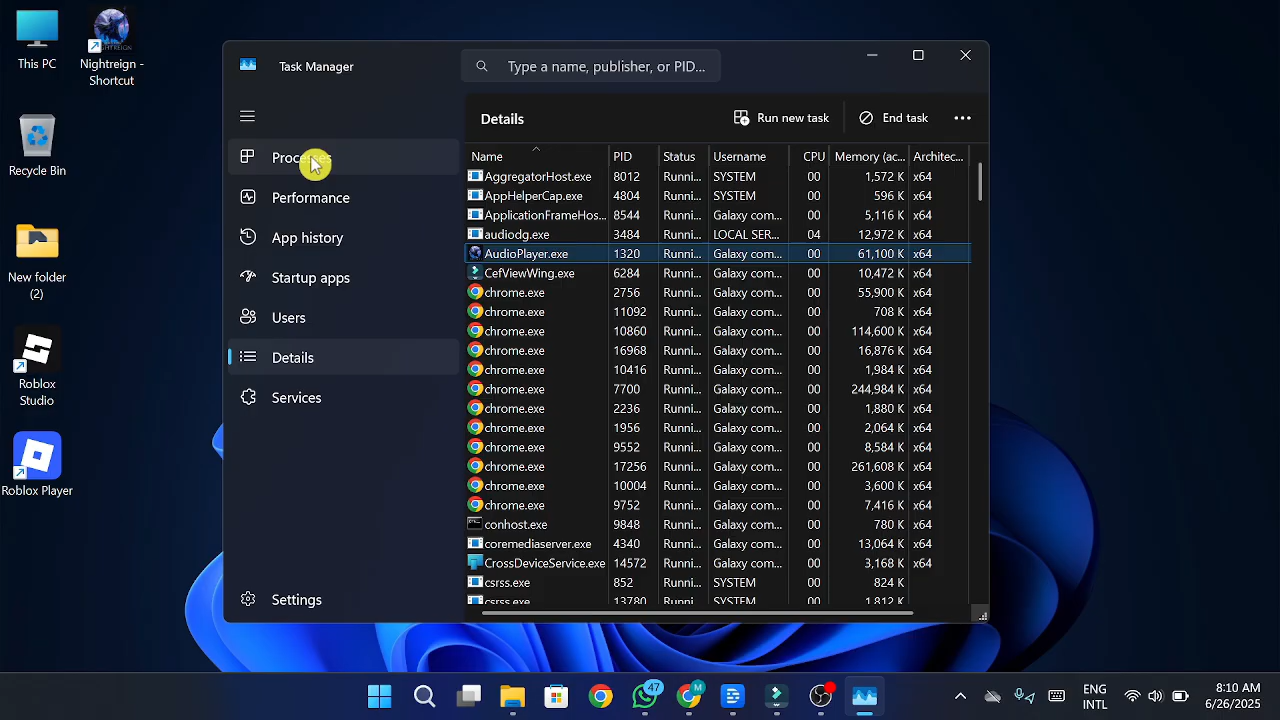 This PC
Nightreign -
Shortcut
Recycle Bin
New folder
(2)
Roblox
Studio
Roblox Player
Task Manager
Type a name, publisher, or PID...
Processes
Performance
App history
Startup apps
Users
Details
Services
Settings
Details
Run new task
End task
Name PID Status Username CPU Memory (ac... Architec...
AggregatorHost.exe 8012 Runni... SYSTEM 00 1,572 K x64
AppHelperCap.exe 4804 Runni... SYSTEM 00 596 K x64
ApplicationFrameHos... 8544 Runni... Galaxy com... 00 5,116 K x64
audiodg.exe 3484 Runni... LOCAL SER... 04 12,972 K x64
AudioPlayer.exe 1320 Runni... Galaxy com... 00 61,100 K x64
CefViewWing.exe 6284 Runni... Galaxy com... 00 10,472 K x64
chrome.exe 2756 Runni... Galaxy com... 00 55,900 K x64
chrome.exe 11092 Runni... Galaxy com... 00 708 K x64
chrome.exe 10860 Runni... Galaxy com... 00 114,600 K x64
chrome.exe 16968 Runni... Galaxy com... 00 16,876 K x64
chrome.exe 10416 Runni... Galaxy com... 00 1,984 K x64
chrome.exe 7700 Runni... Galaxy com... 00 244,984 K x64
chrome.exe 2236 Runni... Galaxy com... 00 1,880 K x64
chrome.exe 1956 Runni... Galaxy com... 00 2,064 K x64
chrome.exe 9552 Runni... Galaxy com... 00 8,584 K x64
chrome.exe 17256 Runni... Galaxy com... 00 261,608 K x64
chrome.exe 10004 Runni... Galaxy com... 00 3,600 K x64
chrome.exe 9752 Runni... Galaxy com... 00 7,416 K x64
conhost.exe 9848 Runni... Galaxy com... 00 780 K x64
coremediaserver.exe 4340 Runni... Galaxy com... 00 13,064 K x64
CrossDeviceService.exe 14572 Runni... Galaxy com... 00 3,168 K x64
csrss.exe 852 Runni... SYSTEM 00 824 K
csrss.exe 13780 Runni... SYSTEM 00 1,812 K
47
M
ENG
INTL
8:10 AM
6/26/2025